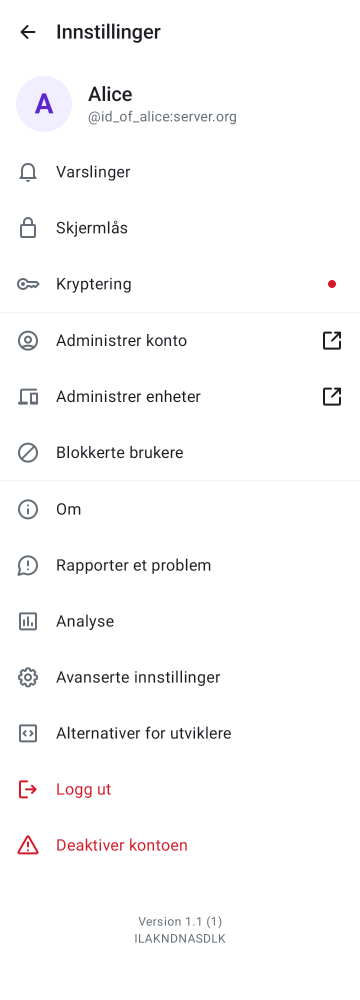 Innstillinger
A
Alice
@id_of_alice:server.org
Varslinger
Skjermlås
Kryptering
Administrer konto
Administrer enheter
Blokkerte brukere
Om
Rapporter et problem
Analyse
Avanserte innstillinger
Alternativer for utviklere
Logg ut
Deaktiver kontoen
Version 1.1 (1)
ILAKNDNASDLK